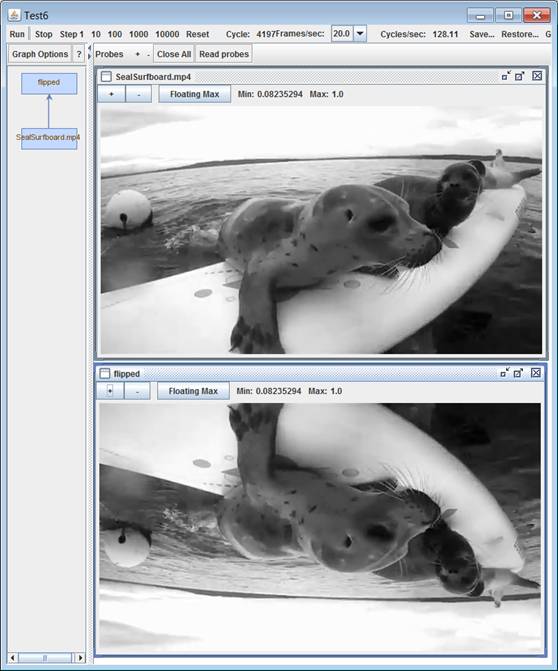 Test6
Run Stop Step 1 10 100 1000 10000 Reset Cycle: 4197Frames/sec: 20.0 Cycles/sec: 128.11 Save... Restore... G
Graph Options ? Probes + - Close All Read probes
flipped
SealSurfboard.mp4
SealSurfboard.mp4
+ - Floating Max Min: 0.08235294 Max: 1.0
flipped
+ - Floating Max Min: 0.08235294 Max: 1.0